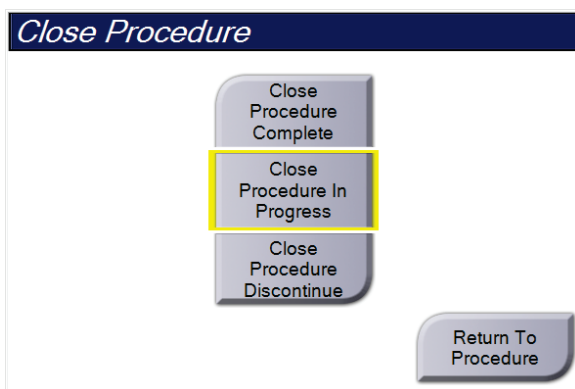 Close Procedure
Close
Procedure
Complete
Close
Procedure In
Progress
Close
Procedure
Discontinue
Return To
Procedure